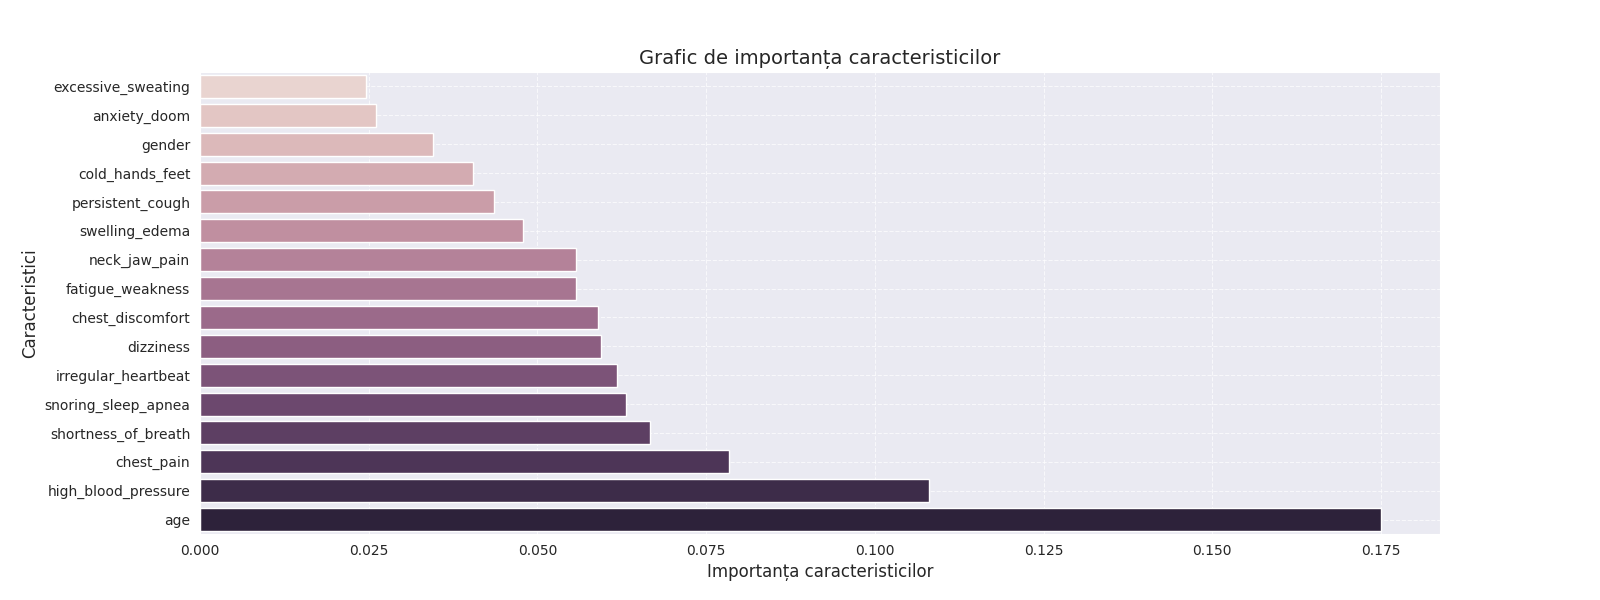 Grafic de importanța caracteristicilor
Caracteristici
excessive_sweating
anxiety_doom
gender
cold_hands_feet
persistent_cough
swelling_edema
neck_jaw_pain
fatigue_weakness
chest_discomfort
dizziness
irregular_heartbeat
snoring_sleep_apnea
shortness_of_breath
chest_pain
high_blood_pressure
age
0.000 0.025 0.050 0.075 0.100 0.125 0.150 0.175
Importanța caracteristicilor